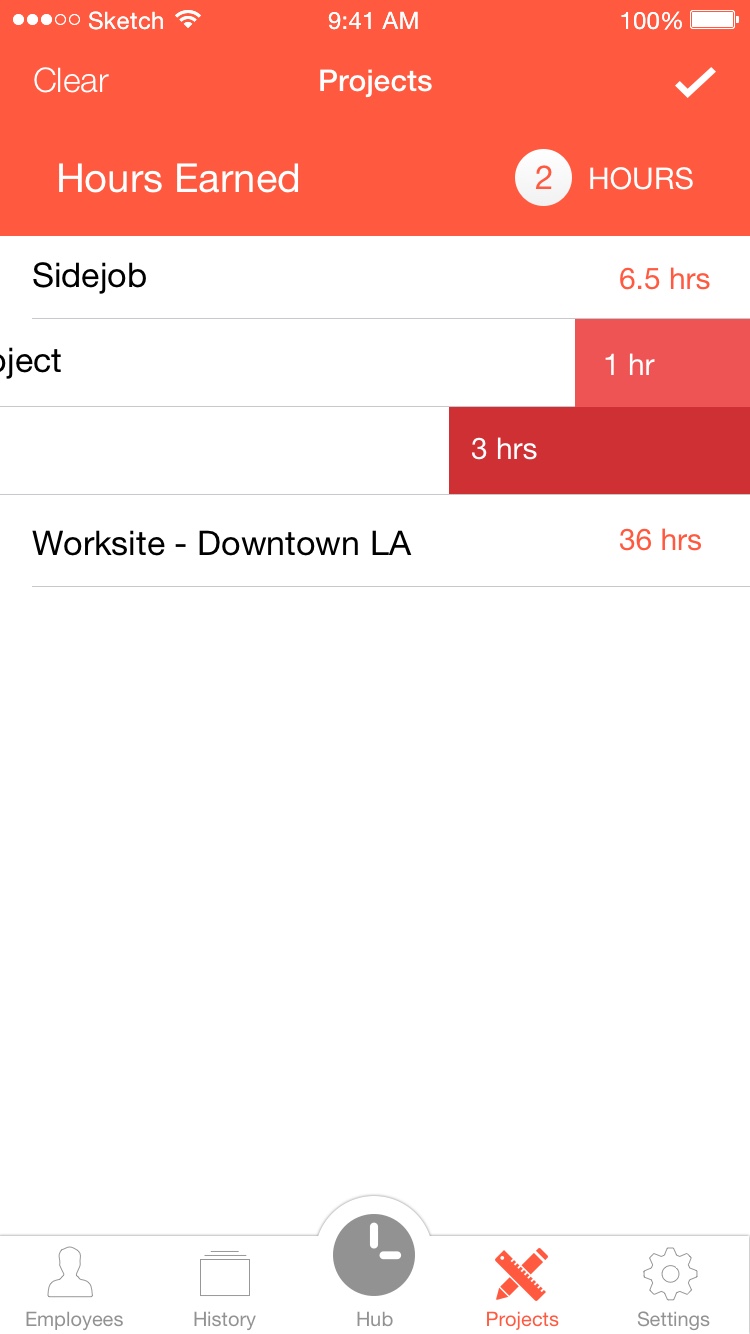 Sketch 9:41 AM 100%
Clear Projects
Hours Earned 2 HOURS
Sidejob 6.5 hrs
oject 1 hr
3 hrs
Worksite - Downtown LA 36 hrs
Employees History Hub Projects Settings